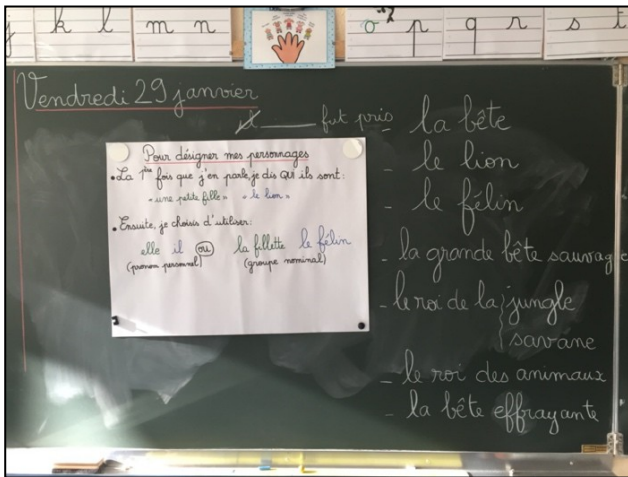 j k l m n o p q r s t
Vendredi 29 janvier
fut pris
Pour désigner mes personnages
• La 1ère fois que j'en parle, je dis QUI ils sont:
"une petite fille" "le lion"
• Ensuite, je choisis d'utiliser:
elle il ou la fillette le félin
(pronom personnel) (groupe nominal)
- la bête
- le lion
- le félin
- la grande bête sauvage
- le roi de la { jungle
{ savane
- le roi des animaux
- la bête effrayante